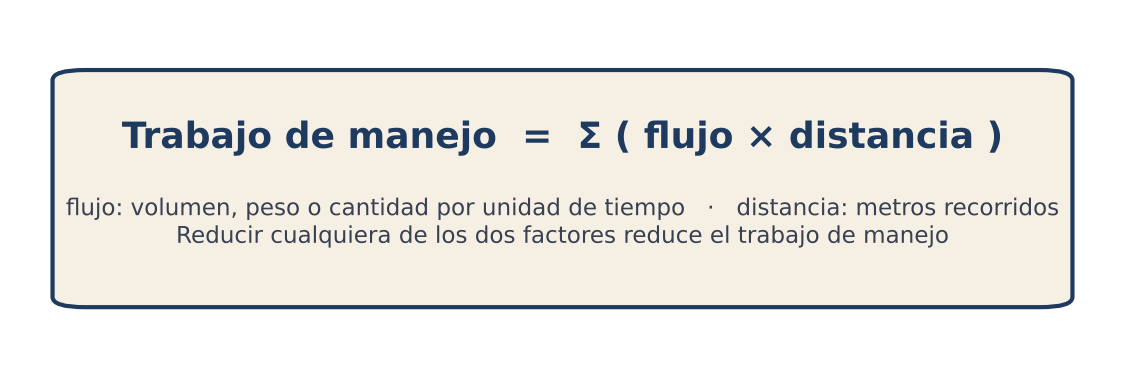 Trabajo de manejo = Σ ( flujo × distancia )
flujo: volumen, peso o cantidad por unidad de tiempo · distancia: metros recorridos
Reducir cualquiera de los dos factores reduce el trabajo de manejo